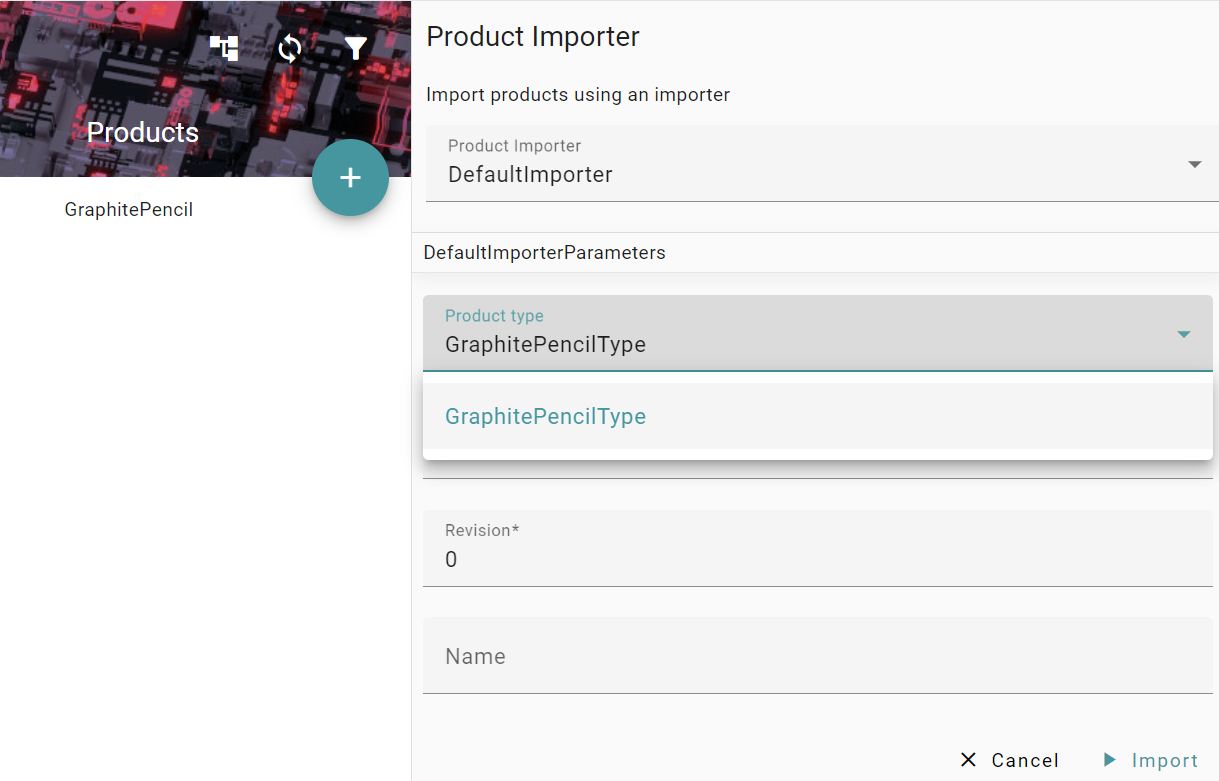 Products
GraphitePencil
Product Importer
Import products using an importer
Product Importer
DefaultImporter
DefaultImporterParameters
Product type
GraphitePencilType
GraphitePencilType
Revision*
0
Name
Cancel
Import